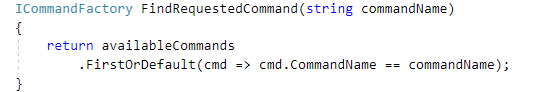 ICommandFactory FindRequestedCommand(string commandName)
{
    return availableCommands
        .FirstOrDefault(cmd => cmd.CommandName == commandName);
}